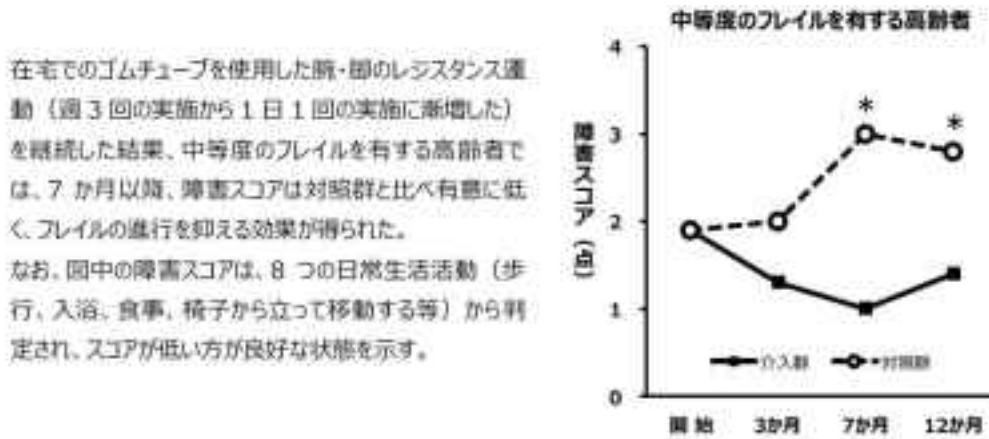 在宅でのゴムチューブを使用した腕・脚のレジスタンス運
動（週 3 回の実施から 1 日 1 回の実施に漸増した）
を継続した結果、中等度のフレイルを有する高齢者で
は、7 か月以降、障害スコアは対照群と比べ有意に低
く、フレイルの進行を抑える効果が得られた。
なお、図中の障害スコアは、8 つの日常生活活動（歩
行、入浴、食事、椅子から立って移動する等）から判
定され、スコアが低い方が良好な状態を示す。
中等度のフレイルを有する高齢者
障害スコア（点）
4
3
2
1
0
* *
介入群 対照群
開始 3か月 7か月 12か月